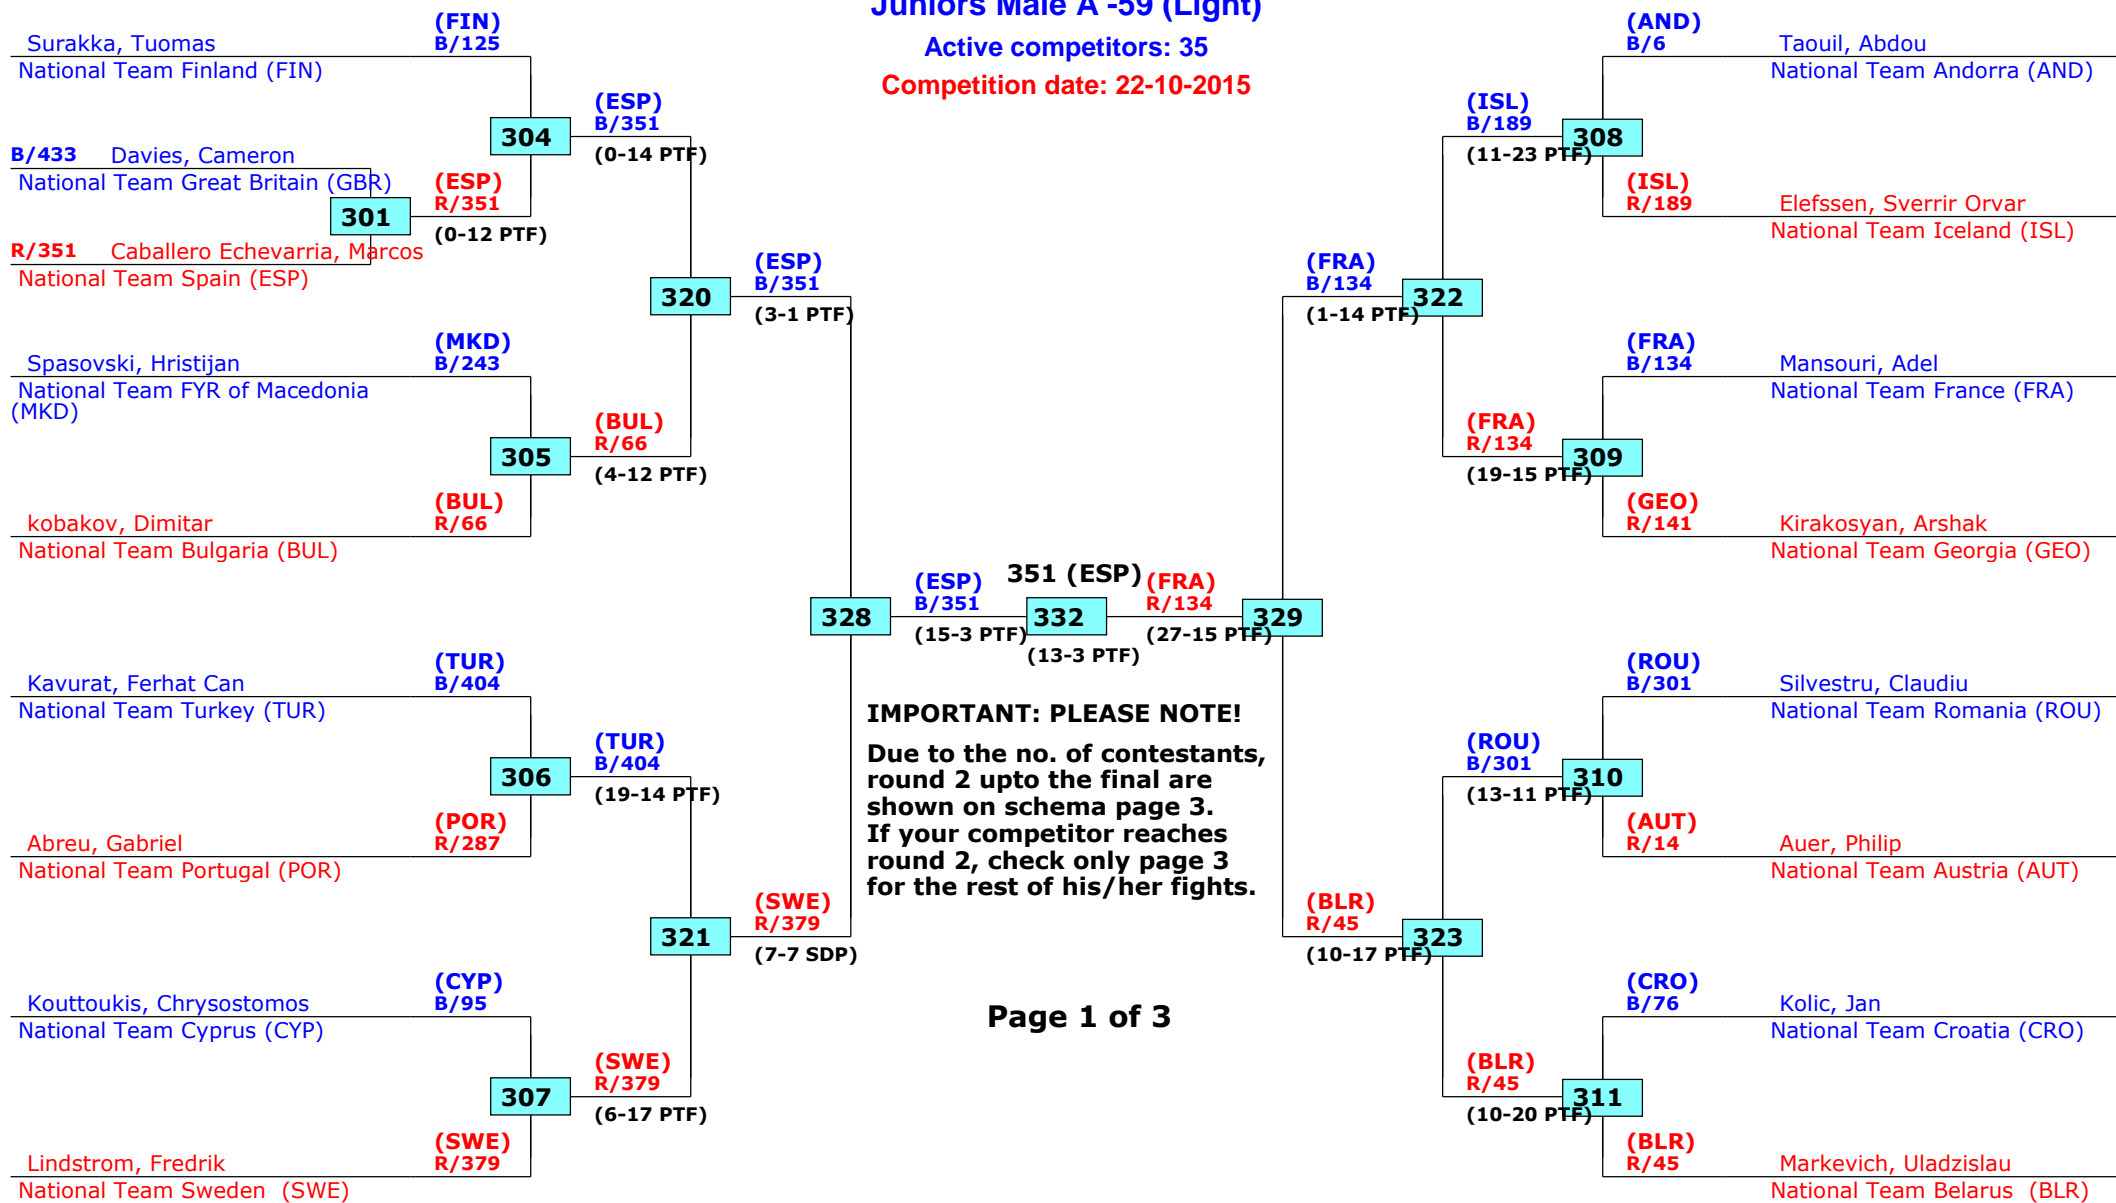 Juniors Male A -59 (Light)
Active competitors: 35
Competition date: 22-10-2015
(FIN)
Surakka, Tuomas B/125
National Team Finland (FIN)
304
(ESP)
B/351
(0-14 PTF)
B/433 Davies, Cameron
National Team Great Britain (GBR)
301
(ESP)
R/351
(0-12 PTF)
R/351 Caballero Echevarria, Marcos
National Team Spain (ESP)
320
(ESP)
B/351
(3-1 PTF)
(MKD)
Spasovski, Hristijan B/243
National Team FYR of Macedonia
(MKD)
305
(BUL)
R/66
(4-12 PTF)
(BUL)
kobakov, Dimitar R/66
National Team Bulgaria (BUL)
328
(ESP)
B/351
(15-3 PTF)
351 (ESP)
332
(13-3 PTF)
(FRA)
R/134
(27-15 PTF)
329
(TUR)
Kavurat, Ferhat Can B/404
National Team Turkey (TUR)
306
(TUR)
B/404
(19-14 PTF)
(POR)
Abreu, Gabriel R/287
National Team Portugal (POR)
321
(SWE)
R/379
(7-7 SDP)
(CYP)
Kouttoukis, Chrysostomos B/95
National Team Cyprus (CYP)
307
(SWE)
R/379
(6-17 PTF)
(SWE)
Lindstrom, Fredrik R/379
National Team Sweden (SWE)
IMPORTANT: PLEASE NOTE!
Due to the no. of contestants,
round 2 upto the final are
shown on schema page 3.
If your competitor reaches
round 2, check only page 3
for the rest of his/her fights.
Page 1 of 3
(AND)
B/6 Taouil, Abdou
National Team Andorra (AND)
(ISL)
B/189
(11-23 PTF)
308
(ISL)
R/189 Elefssen, Sverrir Orvar
National Team Iceland (ISL)
(FRA)
B/134
(1-14 PTF)
322
(FRA)
B/134 Mansouri, Adel
National Team France (FRA)
(FRA)
R/134
(19-15 PTF)
309
(GEO)
R/141 Kirakosyan, Arshak
National Team Georgia (GEO)
(ROU)
B/301 Silvestru, Claudiu
National Team Romania (ROU)
(ROU)
B/301
(13-11 PTF)
310
(AUT)
R/14 Auer, Philip
National Team Austria (AUT)
(BLR)
R/45
(10-17 PTF)
323
(CRO)
B/76 Kolic, Jan
National Team Croatia (CRO)
(BLR)
R/45
(10-20 PTF)
311
(BLR)
R/45 Markevich, Uladzislau
National Team Belarus (BLR)